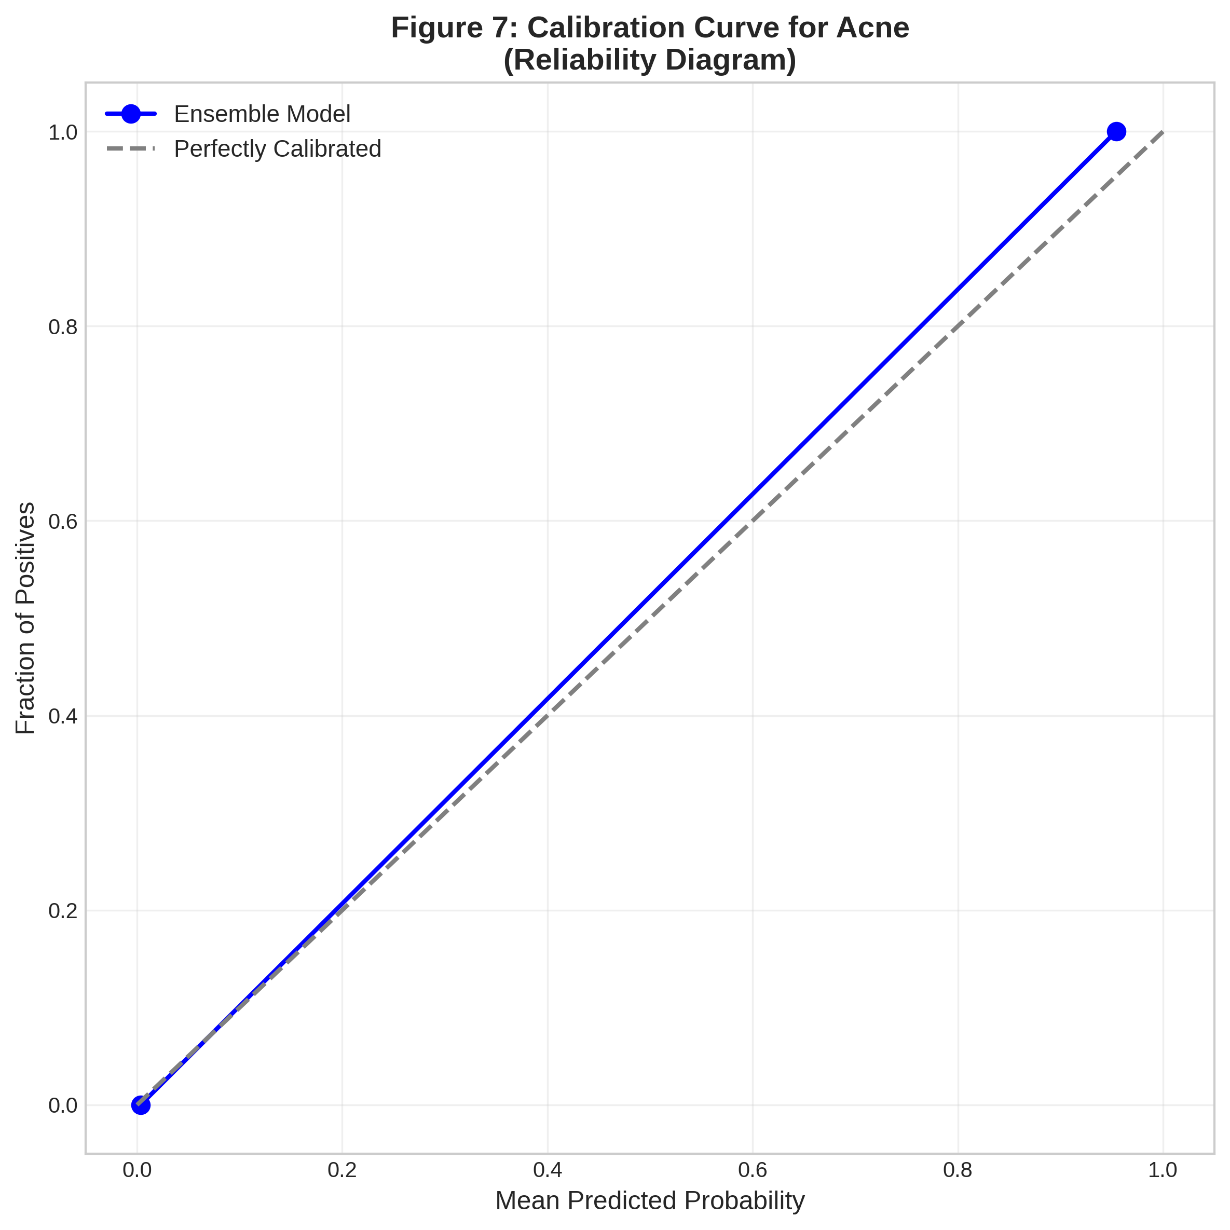 Figure 7: Calibration Curve for Acne
(Reliability Diagram)
Ensemble Model
Perfectly Calibrated
1.0
0.8
0.6
0.4
0.2
0.0
Fraction of Positives
0.0 0.2 0.4 0.6 0.8 1.0
Mean Predicted Probability